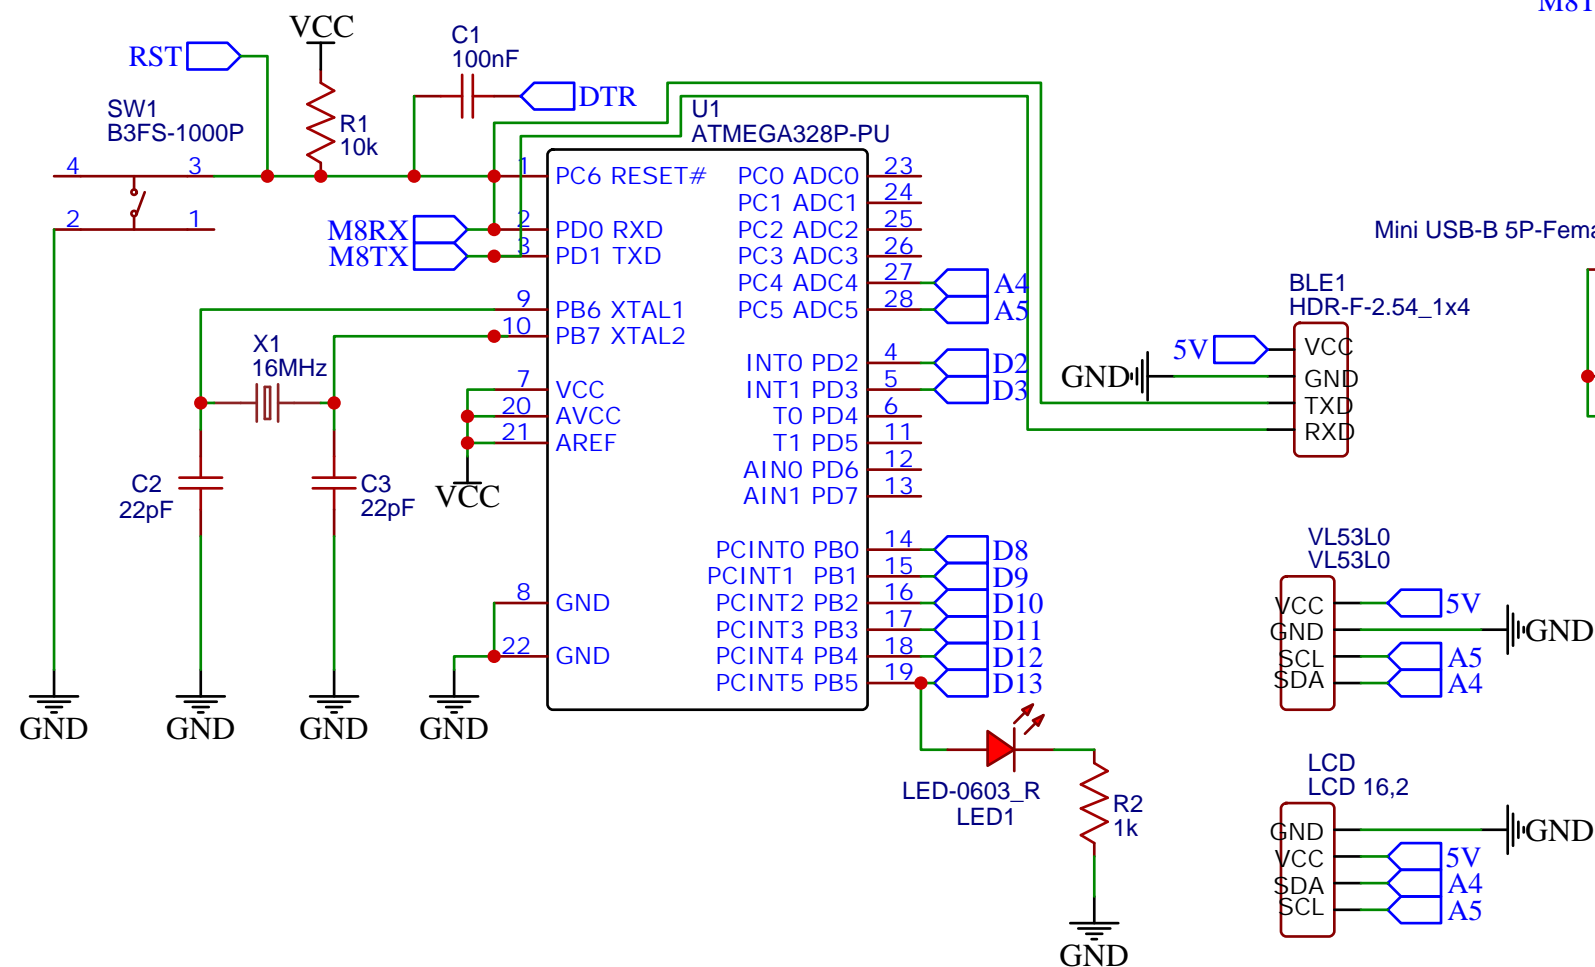 M8T
VCC
RST
C1
100nF
DTR
SW1
B3FS-1000P
R1
10k
U1
ATMEGA328P-PU
4 3
2 1
1 PC6 RESET#
2 PD0 RXD
3 PD1 TXD
M8RX
M8TX
9 PB6 XTAL1
10 PB7 XTAL2
X1
16MHz
7 VCC
20 AVCC
21 AREF
VCC
C2
22pF
C3
22pF
8 GND
22 GND
GND
GND
GND
GND
PC0 ADC0 23
PC1 ADC1 24
PC2 ADC2 25
PC3 ADC3 26
PC4 ADC4 27 A4
PC5 ADC5 28 A5
INT0 PD2 4 D2
INT1 PD3 5 D3
T0 PD4 6
T1 PD5 11
AIN0 PD6 12
AIN1 PD7 13
PCINT0 PB0 14 D8
PCINT1 PB1 15 D9
PCINT2 PB2 16 D10
PCINT3 PB3 17 D11
PCINT4 PB4 18 D12
PCINT5 PB5 19 D13
LED-0603_R
LED1
R2
1k
GND
Mini USB-B 5P-Fema
BLE1
HDR-F-2.54_1x4
5V VCC
GND GND
TXD
RXD
VL53L0
VL53L0
VCC 5V
GND GND
SCL A5
SDA A4
LCD
LCD 16,2
GND GND
VCC 5V
SDA A4
SCL A5